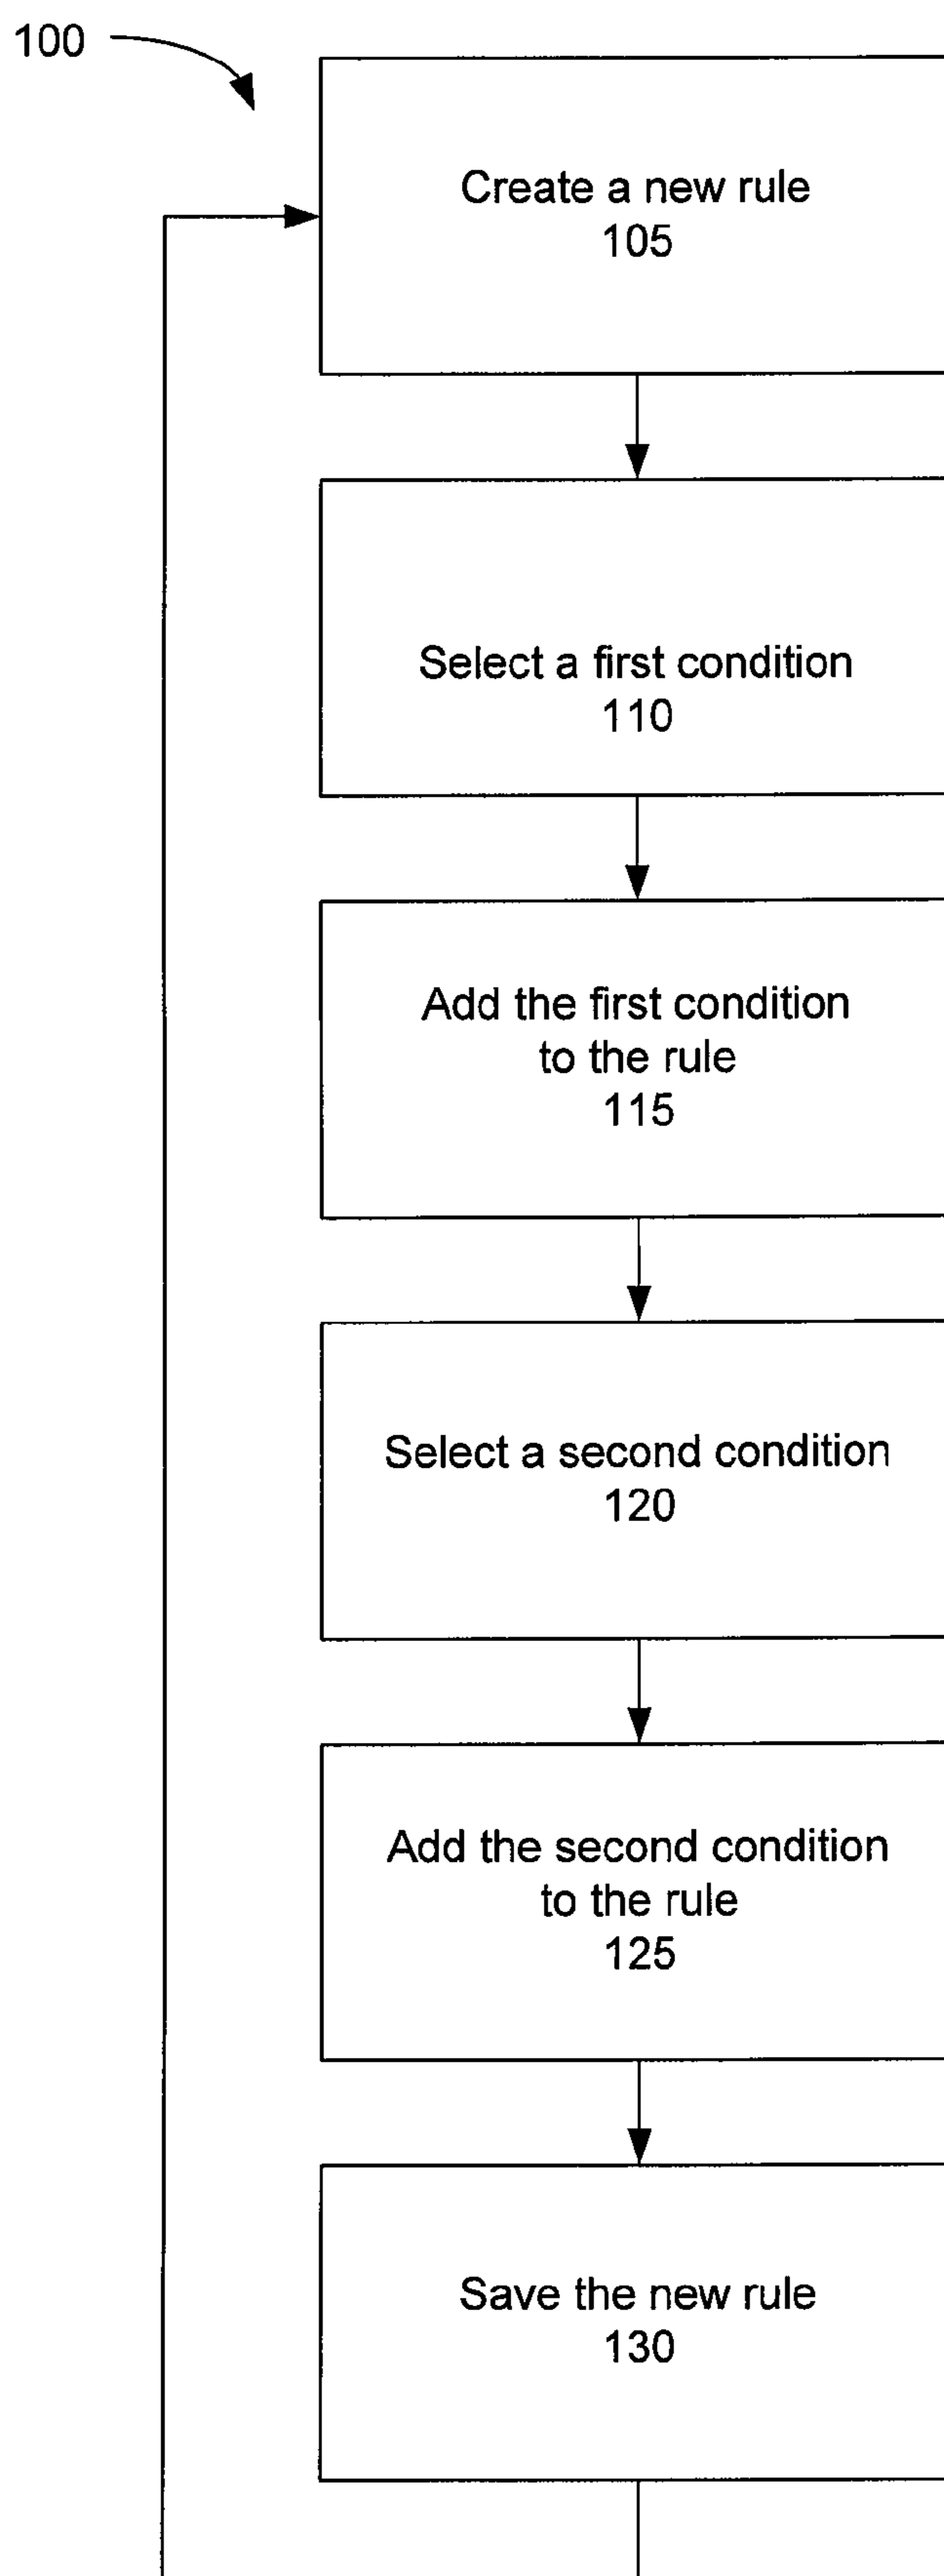 100
Create a new rule
105
Select a first condition
110
Add the first condition
to the rule
115
Select a second condition
120
Add the second condition
to the rule
125
Save the new rule
130